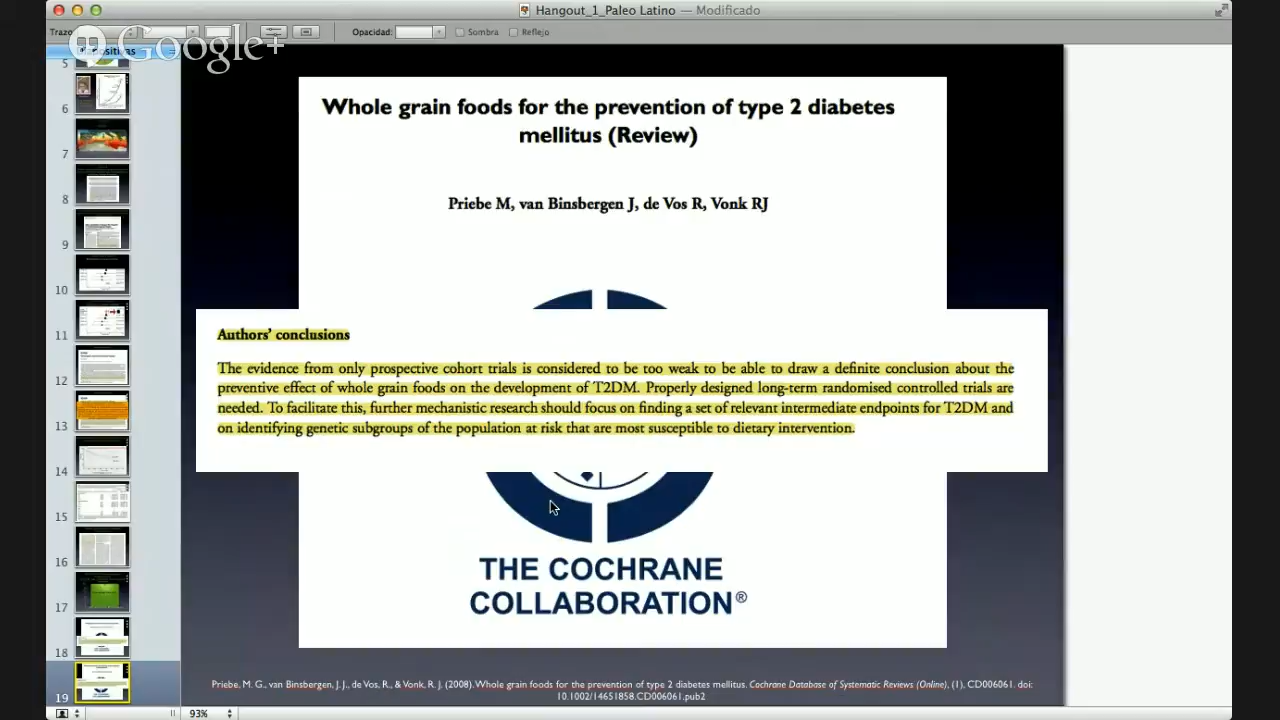 Hangout_1_Paleo Latino — Modificado
Trazo
Opacidad:
Sombra
Reflejo
Google+
5
6
7
8
9
10
11
12
13
14
15
16
17
18
19
Whole grain foods for the prevention of type 2 diabetes
mellitus (Review)
Priebe M, van Binsbergen J, de Vos R, Vonk RJ
Authors’ conclusions
The evidence from only prospective cohort trials is considered to be too weak to be able to draw a definite conclusion about the
preventive effect of whole grain foods on the development of T2DM. Properly designed long-term randomised controlled trials are
needed. To facilitate this, further mechanistic research should focus on finding a set of relevant intermediate endpoints for T2DM and
on identifying genetic subgroups of the population at risk that are most susceptible to dietary intervention.
THE COCHRANE
COLLABORATION®
Priebe, M. G., van Binsbergen, J. J., de Vos, R., & Vonk, R. J. (2008). Whole grain foods for the prevention of type 2 diabetes mellitus. Cochrane Database of Systematic Reviews (Online), (1), CD006061. doi:
10.1002/14651858.CD006061.pub2
93%